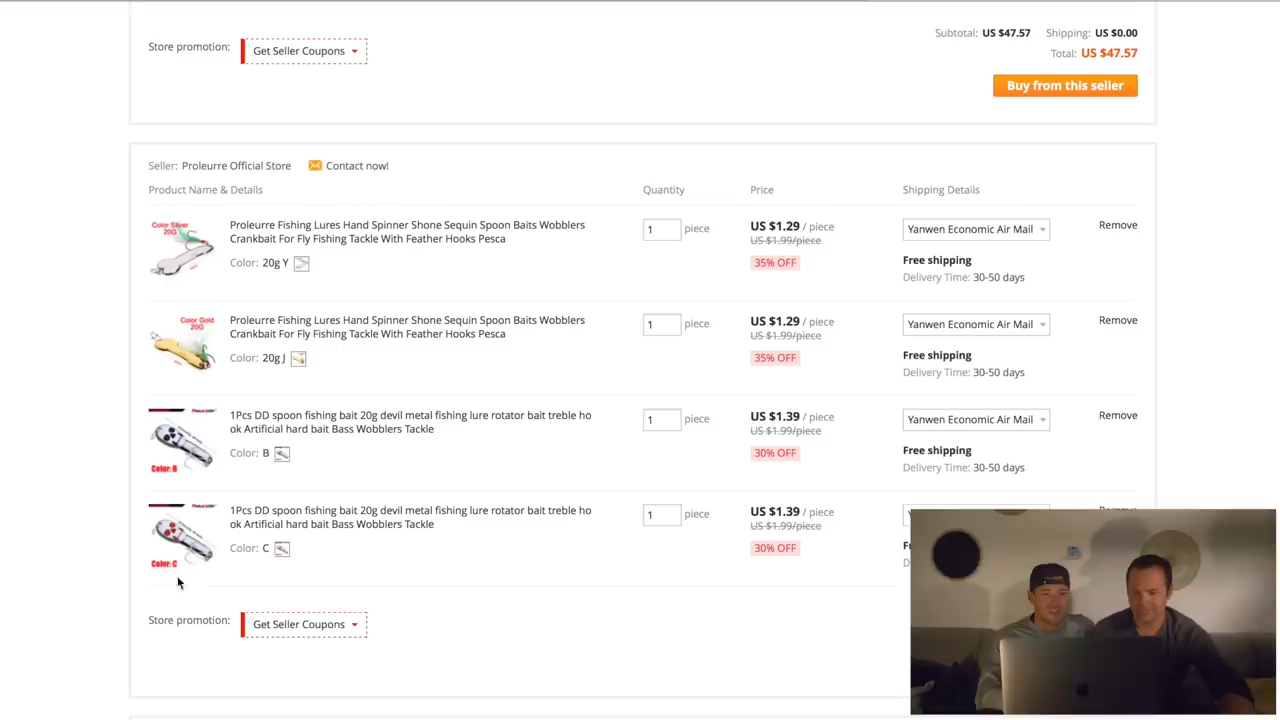 Store promotion: Get Seller Coupons
Subtotal: US $47.57 Shipping: US $0.00
Total: US $47.57
Buy from this seller
Seller: Proleurre Official Store Contact now!
Product Name & Details Quantity Price Shipping Details
Color Silver
20G
Proleurre Fishing Lures Hand Spinner Shone Sequin Spoon Baits Wobblers
Crankbait For Fly Fishing Tackle With Feather Hooks Pesca
Color: 20g Y
1 piece
US $1.29 / piece
US $1.99/piece
35% OFF
Yanwen Economic Air Mail
Free shipping
Delivery Time: 30-50 days
Remove
Color Gold
20G
Proleurre Fishing Lures Hand Spinner Shone Sequin Spoon Baits Wobblers
Crankbait For Fly Fishing Tackle With Feather Hooks Pesca
Color: 20g J
1 piece
US $1.29 / piece
US $1.99/piece
35% OFF
Yanwen Economic Air Mail
Free shipping
Delivery Time: 30-50 days
Remove
Color: B
1Pcs DD spoon fishing bait 20g devil metal fishing lure rotator bait treble ho
ok Artificial hard bait Bass Wobblers Tackle
Color: B
1 piece
US $1.39 / piece
US $1.99/piece
30% OFF
Yanwen Economic Air Mail
Free shipping
Delivery Time: 30-50 days
Remove
Color: C
1Pcs DD spoon fishing bait 20g devil metal fishing lure rotator bait treble ho
ok Artificial hard bait Bass Wobblers Tackle
Color: C
1 piece
US $1.39 / piece
US $1.99/piece
30% OFF
Store promotion: Get Seller Coupons